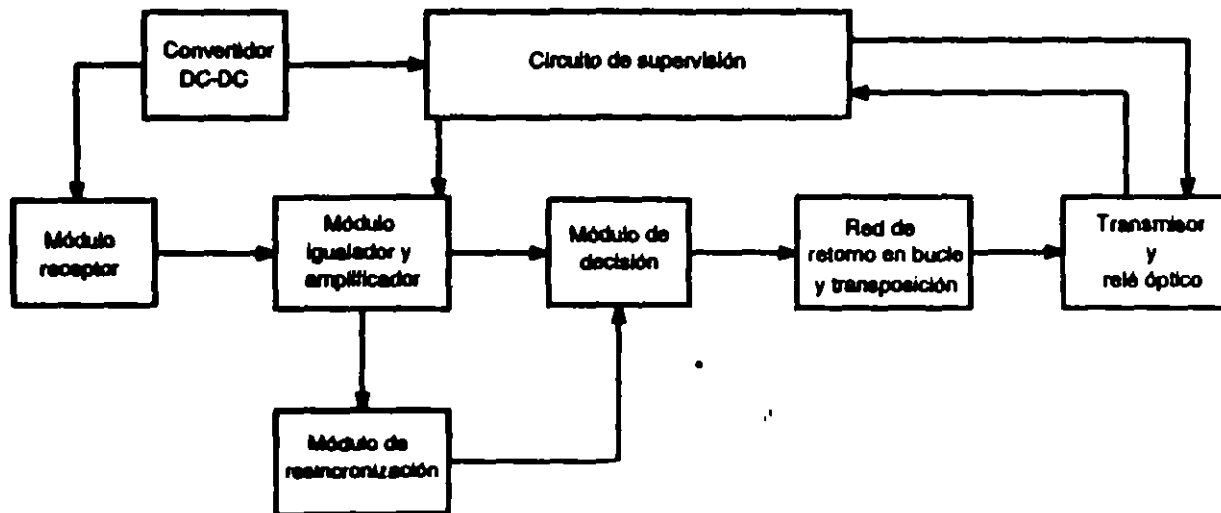 Convertidor
DC-DC
Circuito de supervisión
Módulo
receptor
Módulo
igualador y
amplificador
Módulo de
decisión
Red de
retorno en bucle
y transposición
Transmisor
y
relé óptico
Módulo de
resincronización